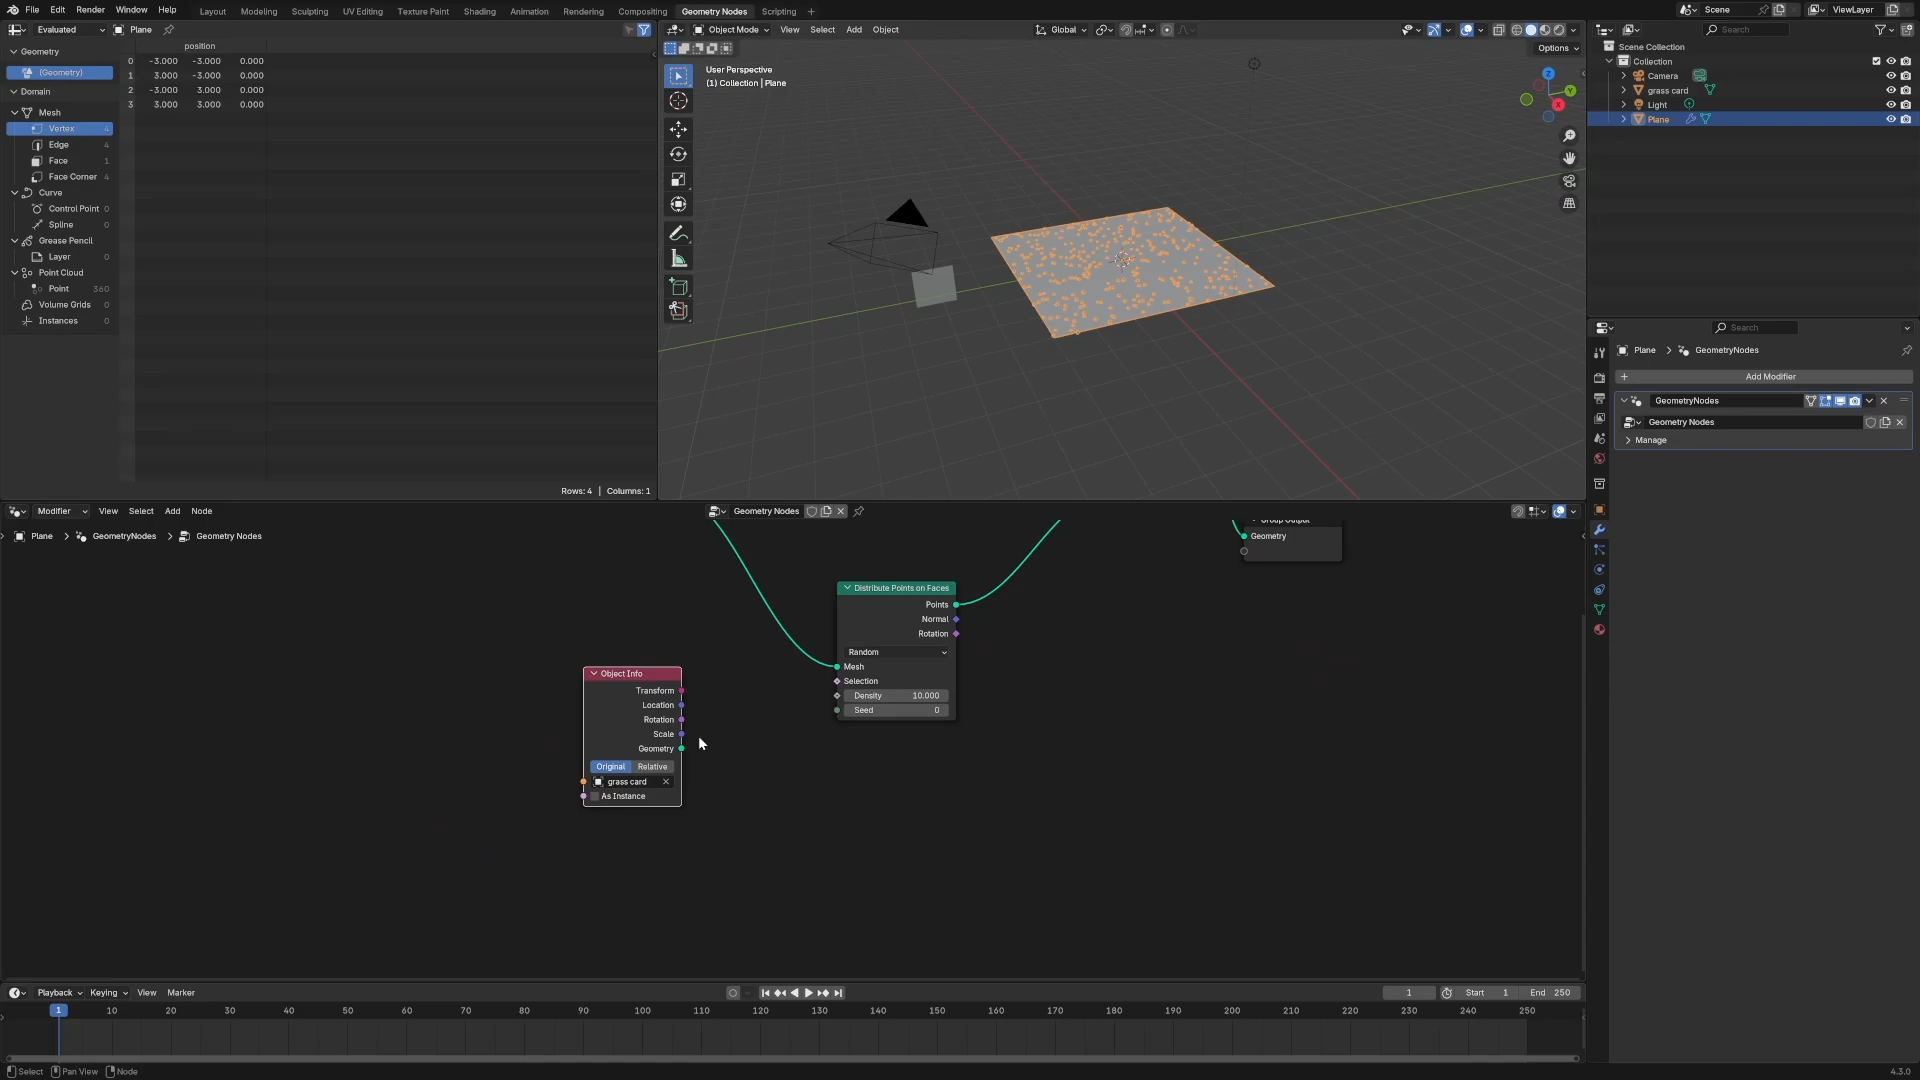 File Edit Render Window Help Layout Modeling Sculpting UV Editing Texture Paint Shading Animation Rendering Compositing Geometry Nodes Scripting + Scene ViewLayer
Evaluated Plane
position
Geometry
(Geometry)
Domain
Mesh
Vertex 4
Edge 4
Face 1
Face Corner 4
Curve
Control Point 0
Spline 0
Grease Pencil
Layer 0
Point Cloud
Point 360
Volume Grids 0
Instances 0
0 -3.000 -3.000 0.000
1 3.000 -3.000 0.000
2 -3.000 3.000 0.000
3 3.000 3.000 0.000
Rows: 4 | Columns: 1
Object Mode View Select Add Object Global
Options
User Perspective
(1) Collection | Plane
Z
Y
X
Search
Scene Collection
Collection
Camera
grass card
Light
Plane
Search
Plane > GeometryNodes
+ Add Modifier
GeometryNodes
Geometry Nodes
Manage
Modifier View Select Add Node Geometry Nodes
Plane > GeometryNodes > Geometry Nodes
Group Output
Geometry
Distribute Points on Faces
Points
Normal
Rotation
Random
Mesh
Selection
Density 10.000
Seed 0
Object Info
Transform
Location
Rotation
Scale
Geometry
Original Relative
grass card
As Instance
Playback Keying View Marker 1 Start 1 End 250
1 10 20 30 40 50 60 70 80 90 100 110 120 130 140 150 160 170 180 190 200 210 220 230 240 250
Select Pan View Node 4.3.0